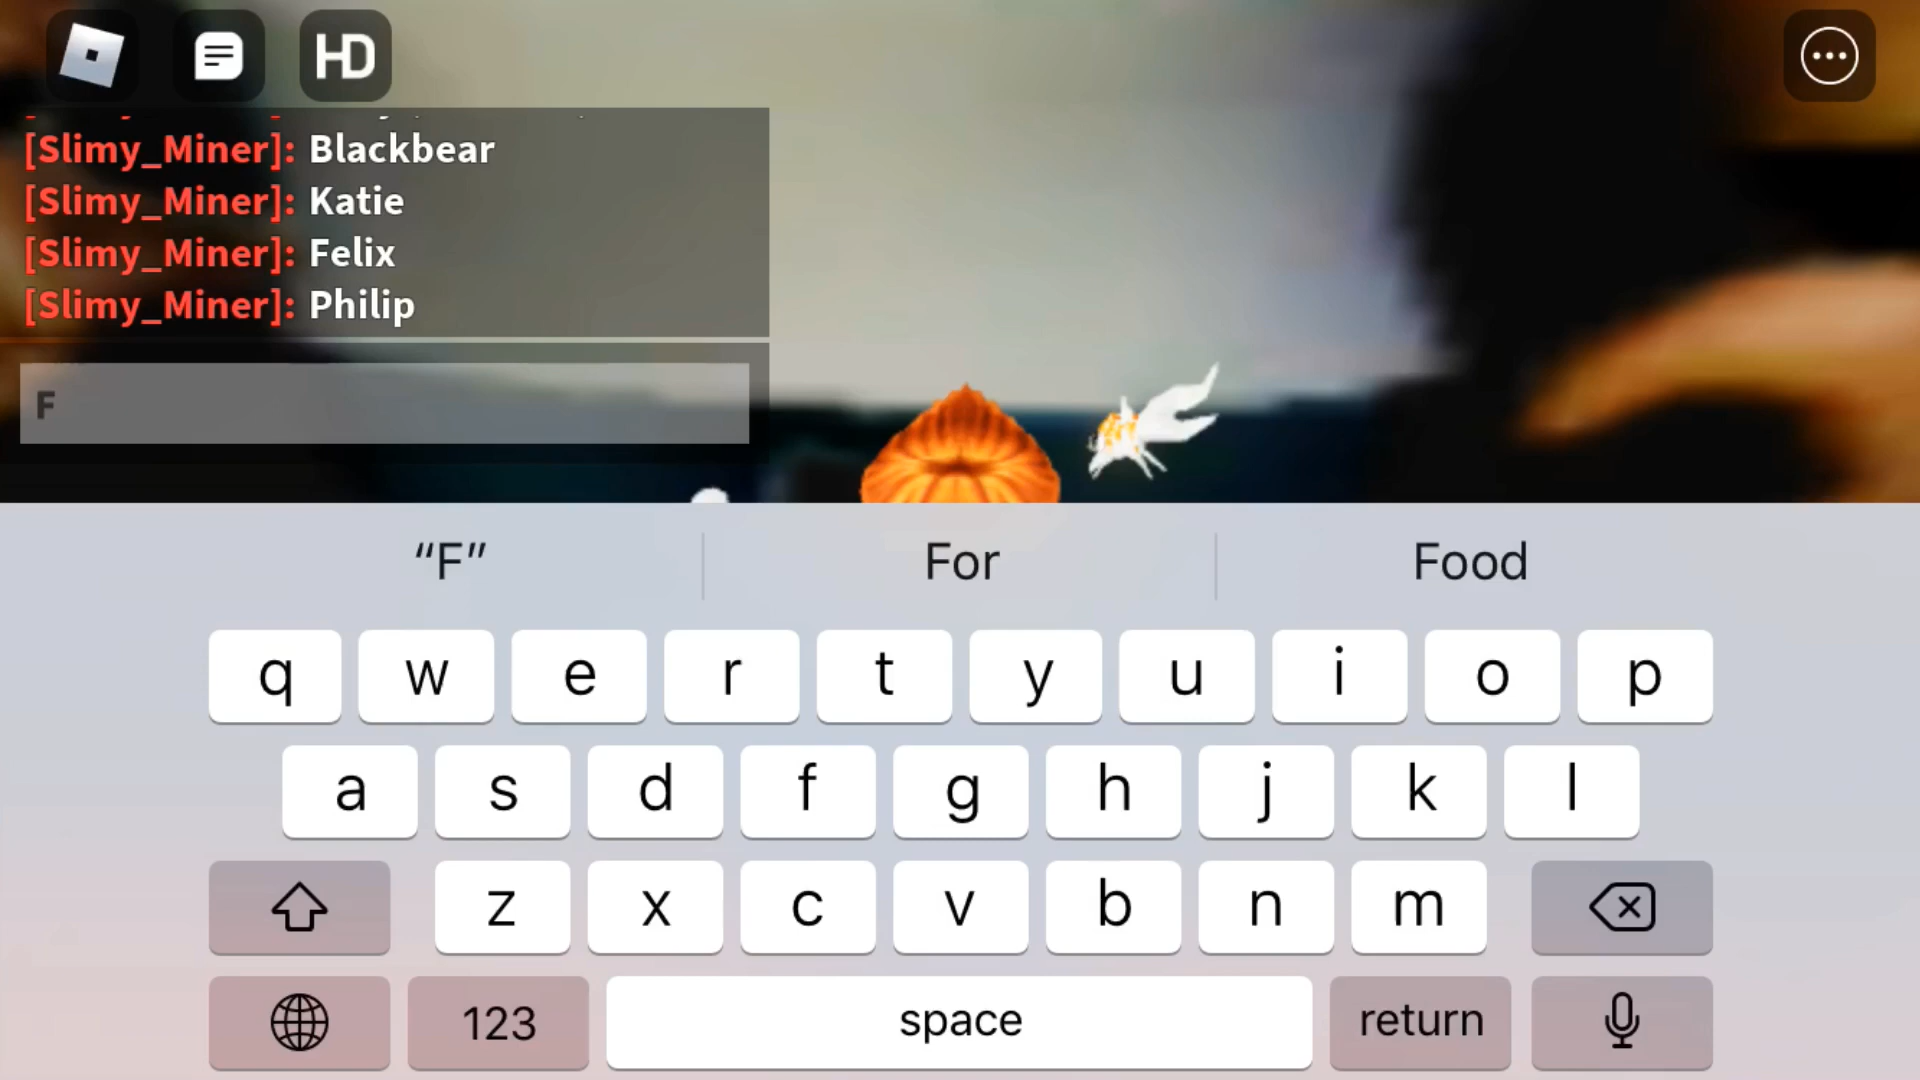 HD
[Slimy_Miner]: Blackbear
[Slimy_Miner]: Katie
[Slimy_Miner]: Felix
[Slimy_Miner]: Philip
F
“F” For Food
q w e r t y u i o p
a s d f g h j k l
z x c v b n m
123 space return